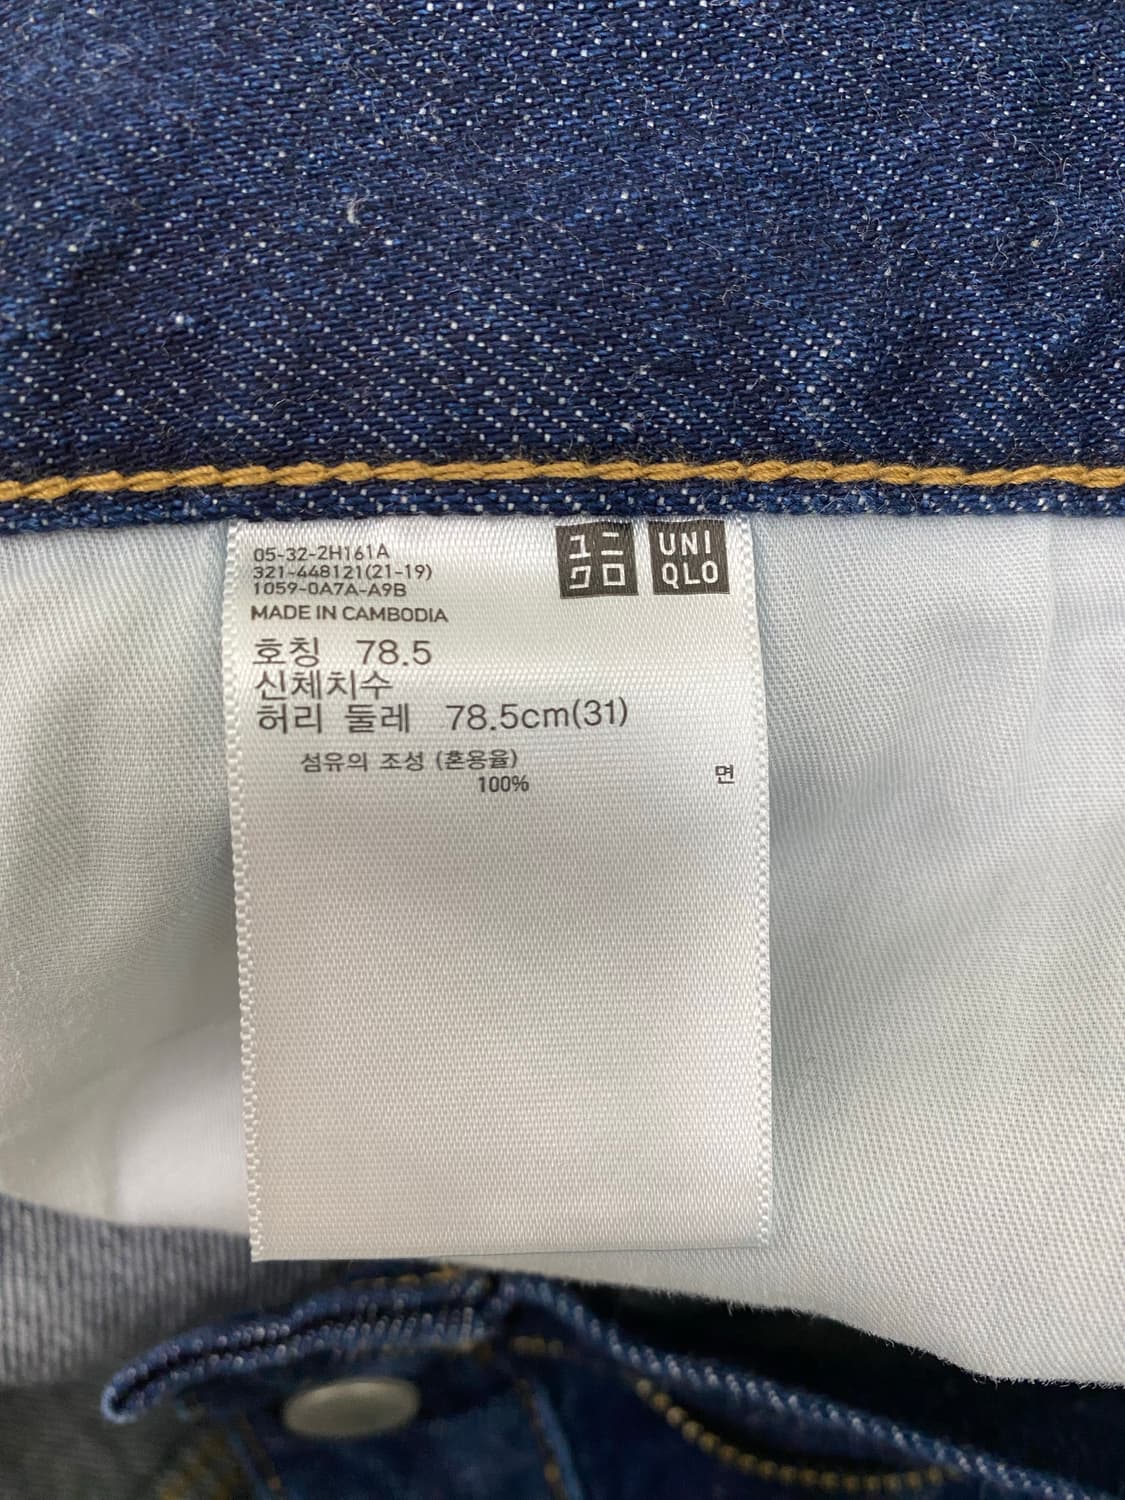 05-32-2H161A
321-448121(21-19)
1059-0A7A-A9B
MADE IN CAMBODIA
ユニ
クロ
UNI
QLO
호칭 78.5
신체치수
허리 둘레 78.5cm(31)
섬유의 조성 (혼용율)
100% 면